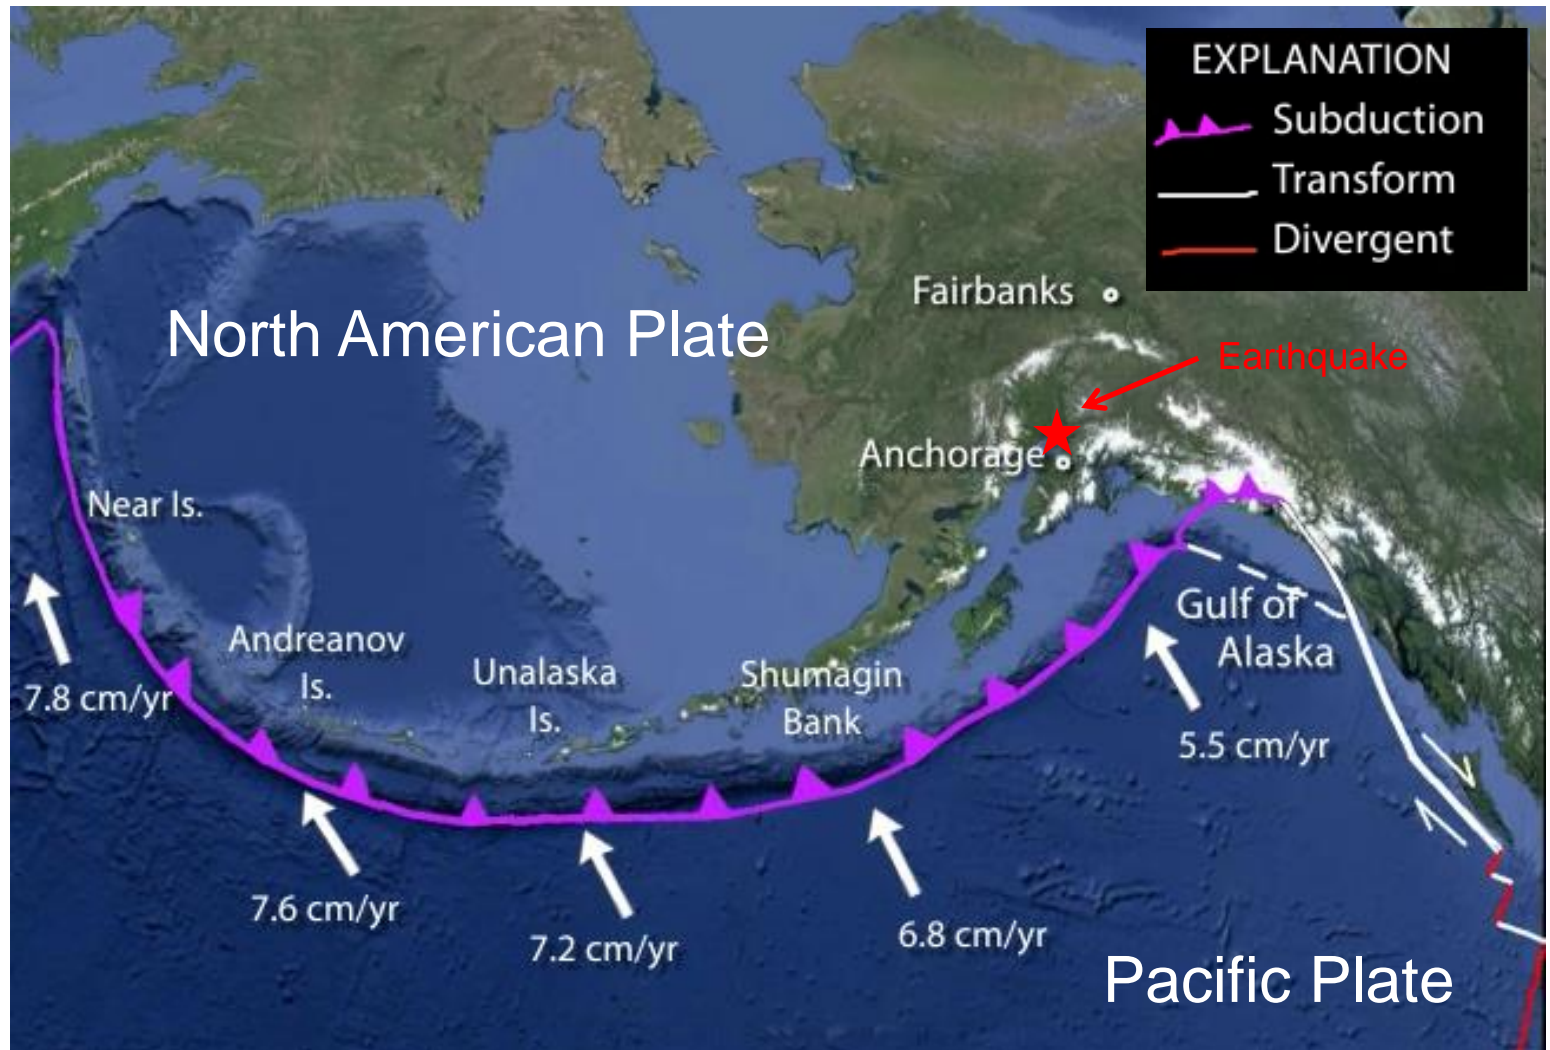 EXPLANATION
Subduction
Transform
Divergent
Fairbanks
North American Plate
Earthquake
Anchorage
Near Is.
Gulf of
Alaska
Andreanov
Is.
Unalaska
Is.
Shumagin
Bank
7.8 cm/yr
5.5 cm/yr
7.6 cm/yr
7.2 cm/yr
6.8 cm/yr
Pacific Plate